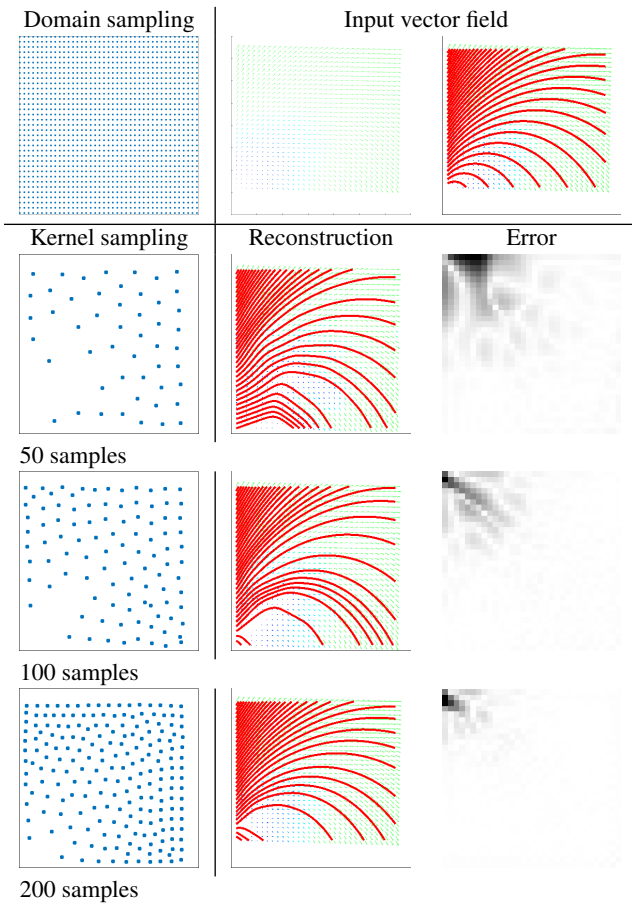 Domain sampling
Input vector field
Kernel sampling
Reconstruction
Error
50 samples
100 samples
200 samples